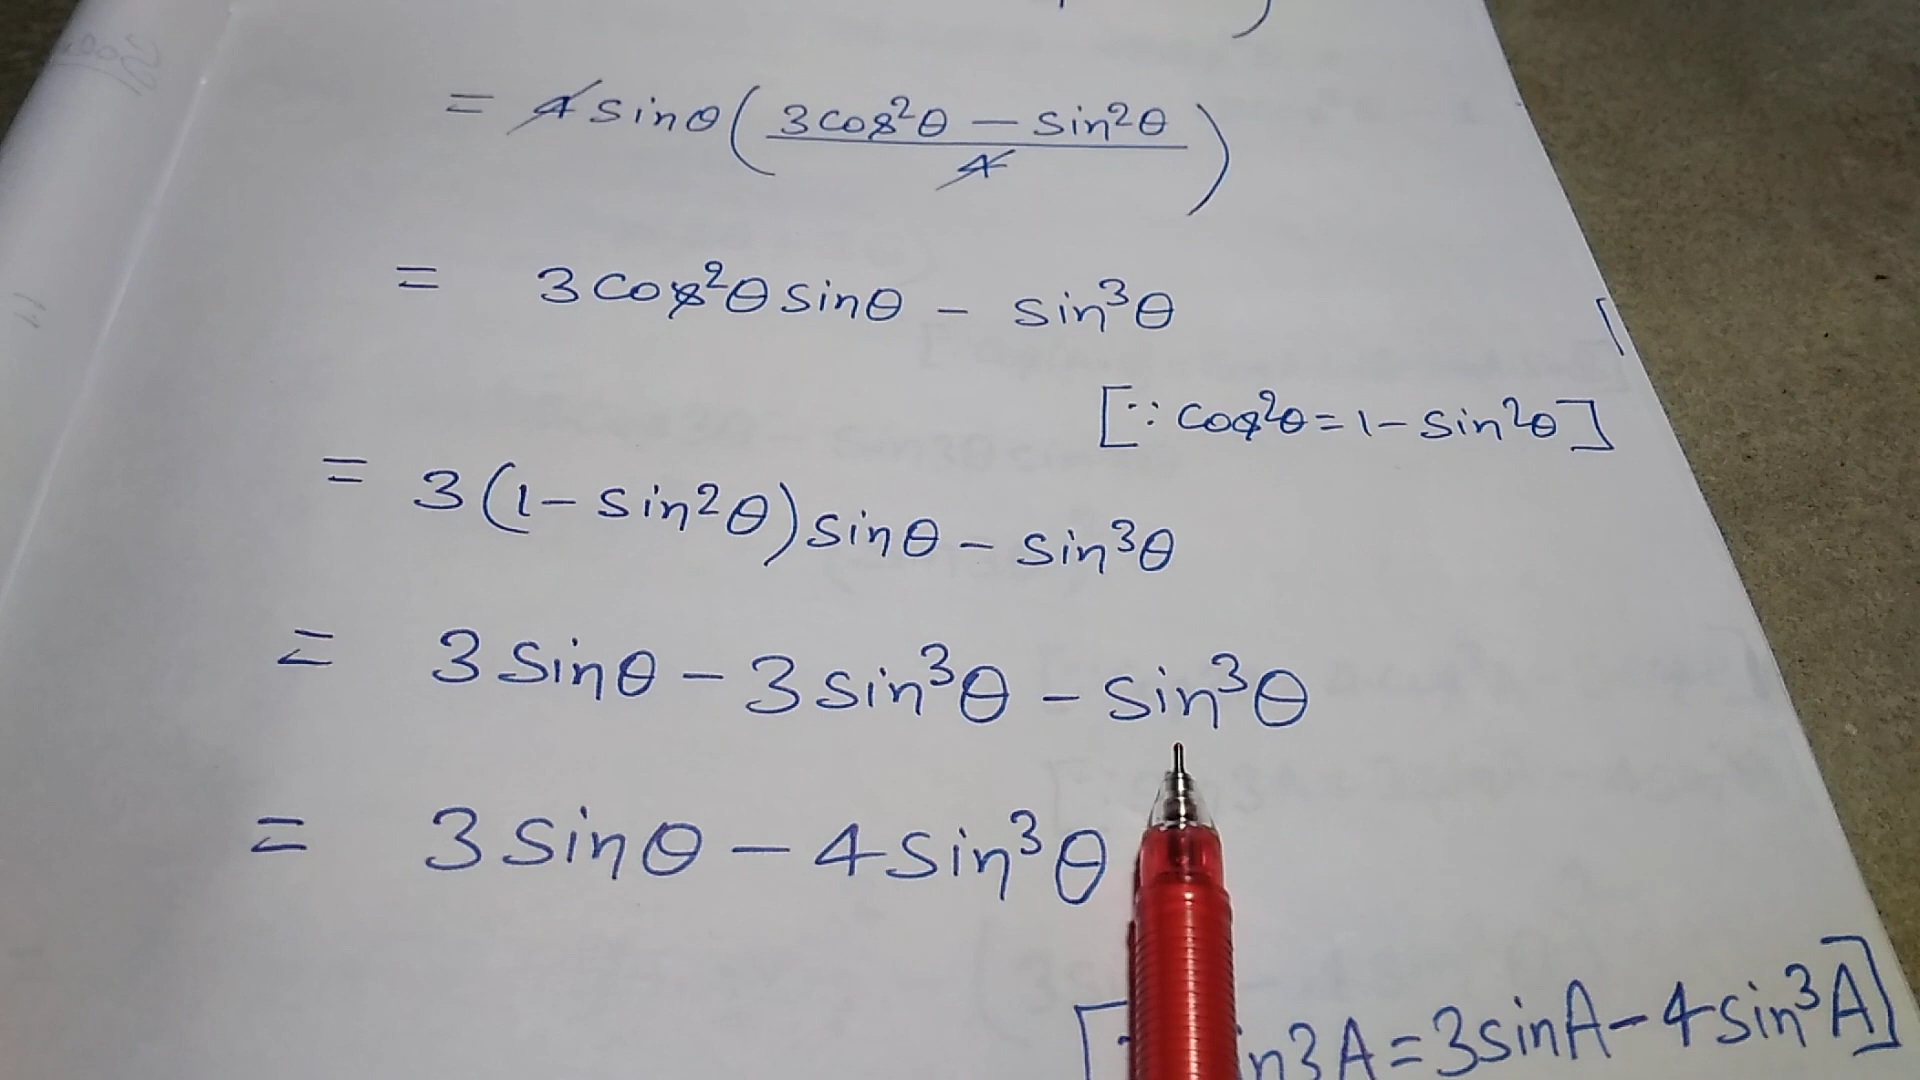 = 4 sinθ ( (3cos²θ − sin²θ) / 4 )
= 3cos²θ sinθ − sin³θ
[∵ cos²θ = 1 − sin²θ]
= 3(1 − sin²θ) sinθ − sin³θ
= 3 sinθ − 3 sin³θ − sin³θ
= 3 sinθ − 4 sin³θ
n3A = 3sinA − 4sin³A]